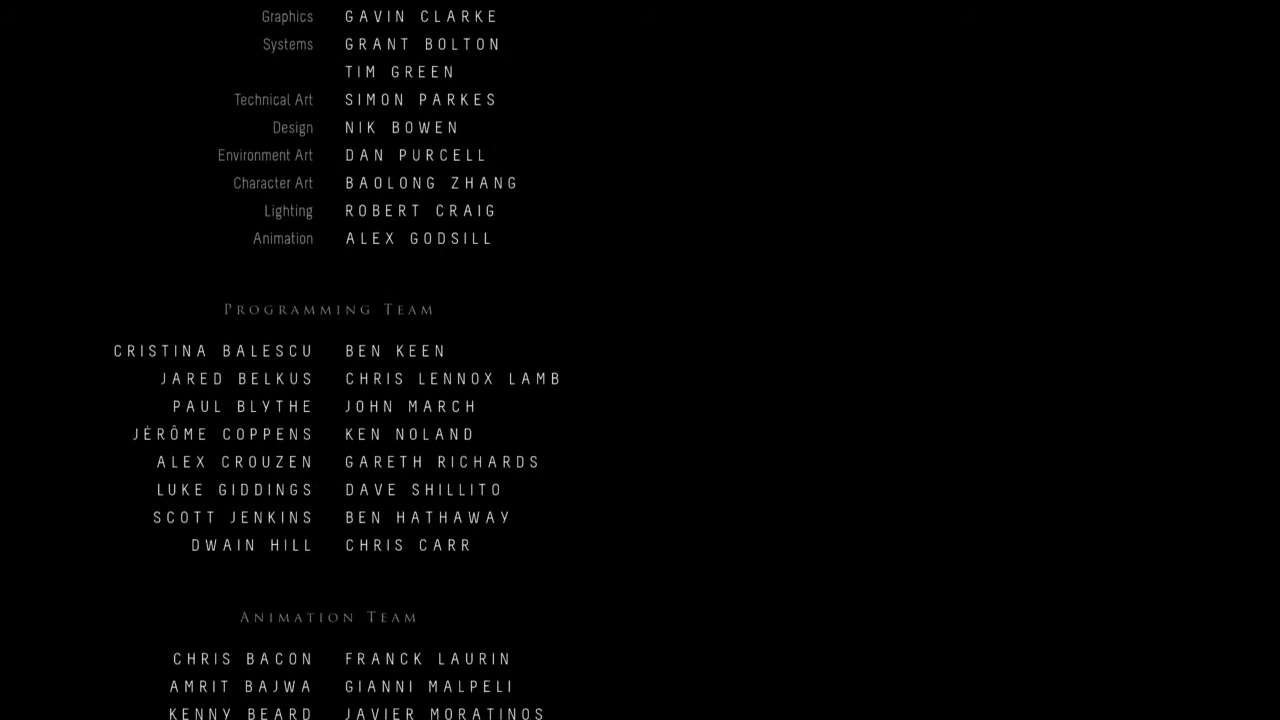 Graphics GAVIN CLARKE
Systems GRANT BOLTON
TIM GREEN
Technical Art SIMON PARKES
Design NIK BOWEN
Environment Art DAN PURCELL
Character Art BAOLONG ZHANG
Lighting ROBERT CRAIG
Animation ALEX GODSILL
PROGRAMMING TEAM
CRISTINA BALESCU BEN KEEN
JARED BELKUS CHRIS LENNOX LAMB
PAUL BLYTHE JOHN MARCH
JÉRÔME COPPENS KEN NOLAND
ALEX CROUZEN GARETH RICHARDS
LUKE GIDDINGS DAVE SHILLITO
SCOTT JENKINS BEN HATHAWAY
DWAIN HILL CHRIS CARR
ANIMATION TEAM
CHRIS BACON FRANCK LAURIN
AMRIT BAJWA GIANNI MALPELI
KENNY BEARD JAVIER MORATINOS